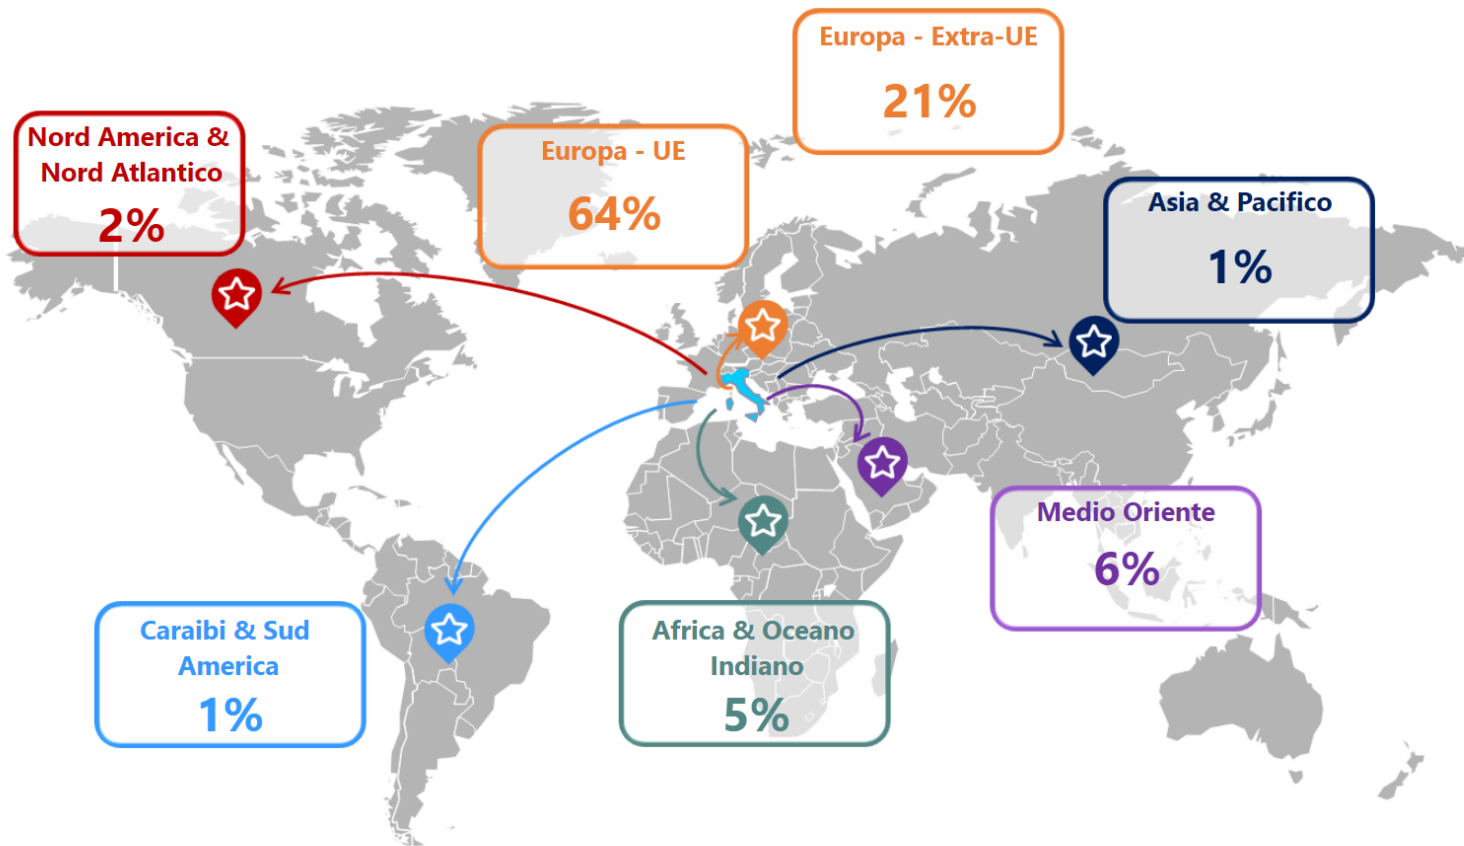 Europa - Extra-UE
21%
Nord America &
Nord Atlantico
2%
Europa - UE
64%
Asia & Pacifico
1%
Medio Oriente
6%
Caraibi & Sud
America
1%
Africa & Oceano
Indiano
5%